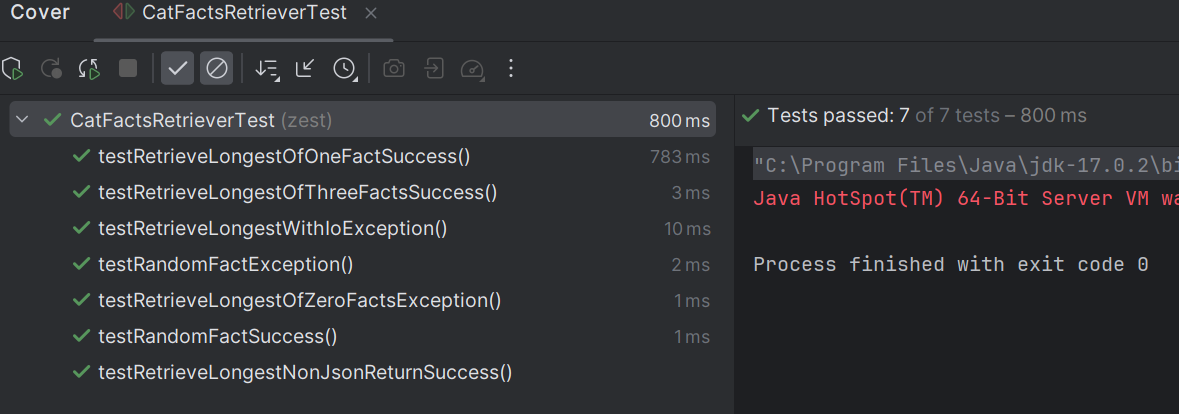 Cover CatFactsRetrieverTest
CatFactsRetrieverTest (zest) 800 ms
testRetrieveLongestOfOneFactSuccess() 783 ms
testRetrieveLongestOfThreeFactsSuccess() 3 ms
testRetrieveLongestWithIoException() 10 ms
testRandomFactException() 2 ms
testRetrieveLongestOfZeroFactsException() 1 ms
testRandomFactSuccess() 1 ms
testRetrieveLongestNonJsonReturnSuccess()
Tests passed: 7 of 7 tests – 800 ms
"C:\Program Files\Java\jdk-17.0.2\bi
Java HotSpot(TM) 64-Bit Server VM wa
Process finished with exit code 0